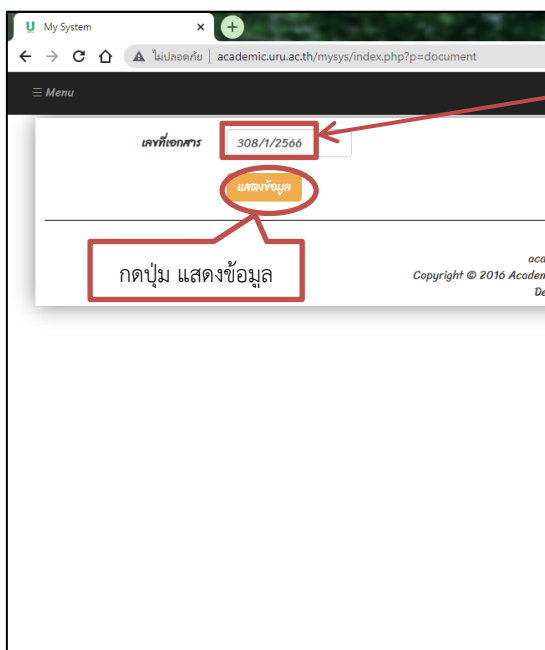 My System
ไม่ปลอดภัย | academic.uru.ac.th/mysys/index.php?p=document
☰ Menu
เลขที่เอกสาร 308/1/2566
แสดงข้อมูล
กดปุ่ม แสดงข้อมูล
aca
Copyright © 2016 Academ
De